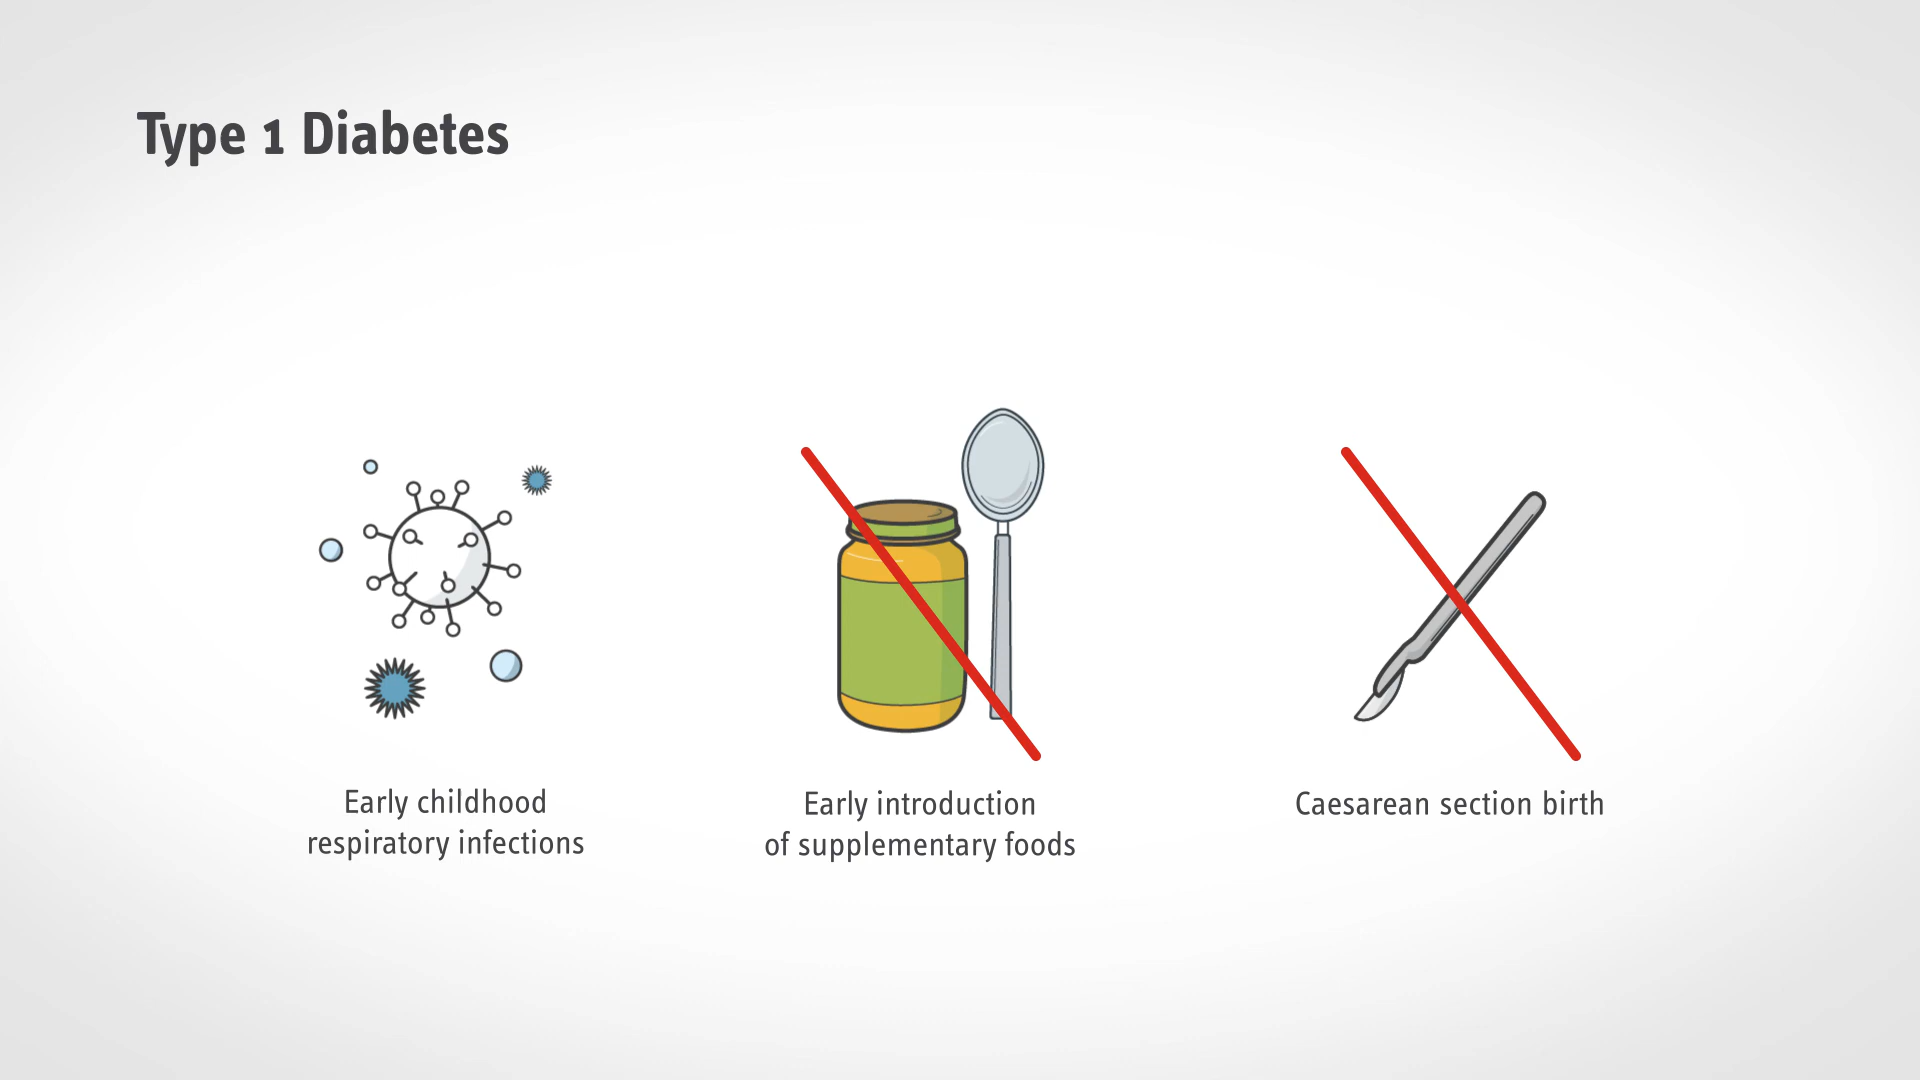 Type 1 Diabetes
Early childhood
respiratory infections
Early introduction
of supplementary foods
Caesarean section birth